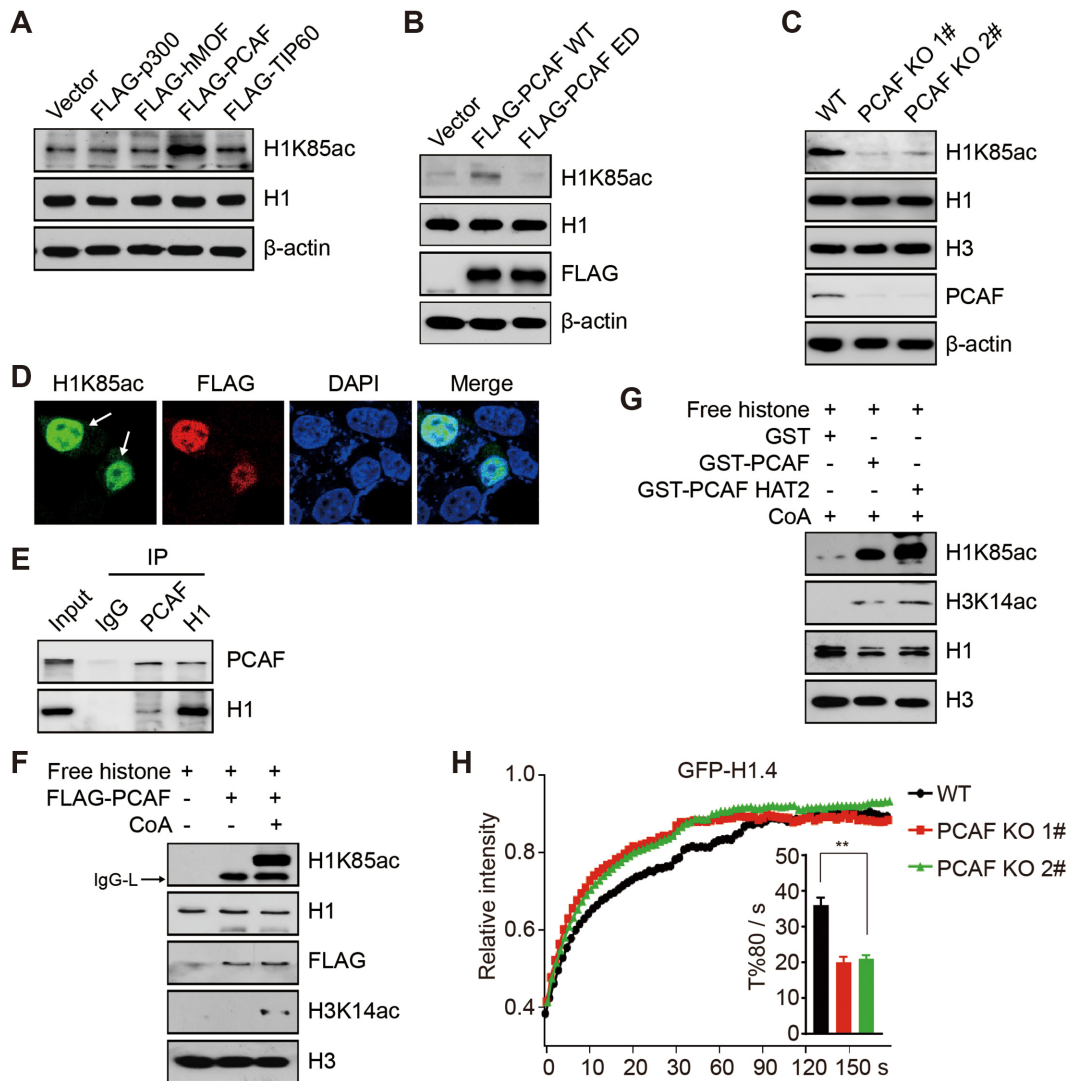 A
Vector
FLAG-p300
FLAG-hMOF
FLAG-PCAF
FLAG-TIP60
H1K85ac
H1
β-actin
B
Vector
FLAG-PCAF WT
FLAG-PCAF ED
H1K85ac
H1
FLAG
β-actin
C
WT
PCAF KO 1#
PCAF KO 2#
H1K85ac
H1
H3
PCAF
β-actin
D
H1K85ac FLAG DAPI Merge
E
IP
Input
IgG
PCAF
H1
PCAF
H1
F
Free histone + + +
FLAG-PCAF - + +
CoA - - +
H1K85ac
IgG-L
H1
FLAG
H3K14ac
H3
G
Free histone + + +
GST + - -
GST-PCAF - + -
GST-PCAF HAT2 - - +
CoA + + +
H1K85ac
H3K14ac
H1
H3
H
GFP-H1.4
Relative intensity
1.0
0.8
0.6
0.4
0 10 20 30 60 90 120 150 s
WT
PCAF KO 1#
PCAF KO 2#
T%80 / s
50
40
30
20
10
0
**